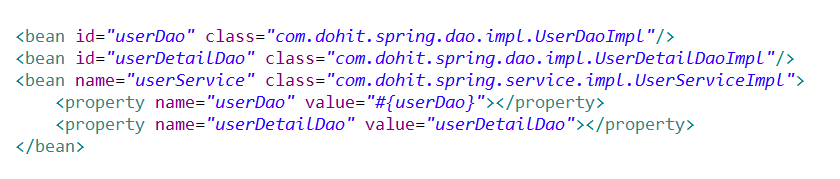 <bean id="userDao" class="com.dohit.spring.dao.impl.UserDaoImpl"/>
<bean id="userDetailDao" class="com.dohit.spring.dao.impl.UserDetailDaoImpl"/>
<bean name="userService" class="com.dohit.spring.service.impl.UserServiceImpl">
    <property name="userDao" value="#{userDao}"></property>
    <property name="userDetailDao" value="userDetailDao"></property>
</bean>